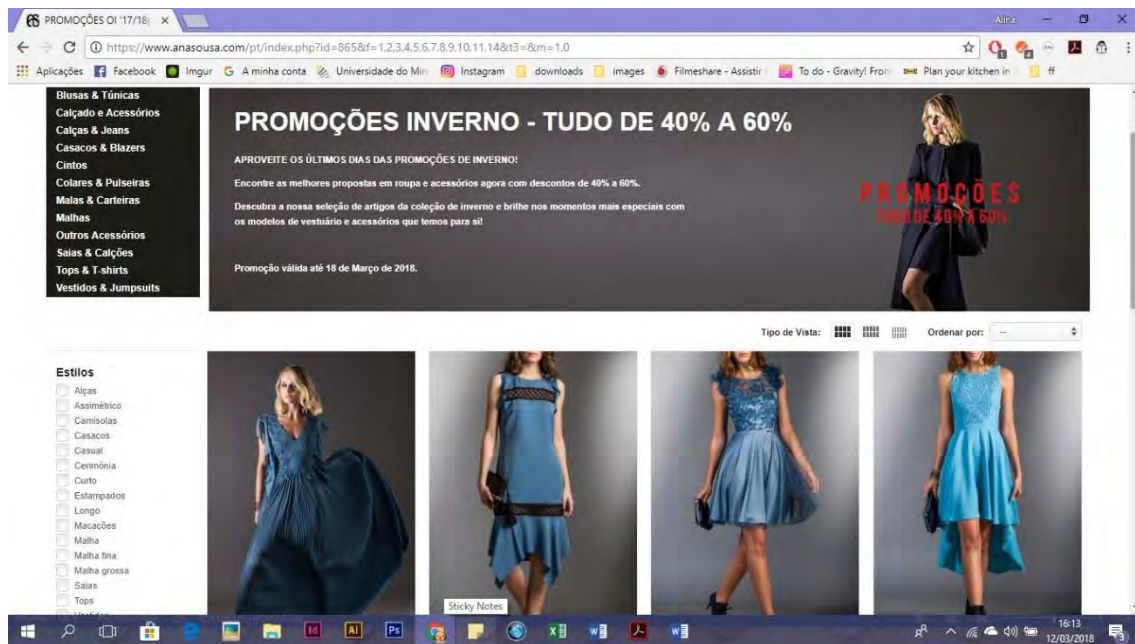 PROMOÇÕES OI '17/18
Alina
https://www.anasousa.com/pt/index.php?id=865&f=1,2,3,4,5,6,7,8,9,10,11,14&t3=8&m=1,0
Aplicações
Facebook
Imgur
A minha conta
Universidade do Min
Instagram
downloads
images
Filmeshare - Assistir
To do - Gravity! From
Plan your kitchen in
ff
Blusas & Túnicas
Calçado e Acessórios
Calças & Jeans
Casacos & Blazers
Cintos
Colares & Pulseiras
Malas & Carteiras
Malhas
Outros Acessórios
Saias & Calções
Tops & T-shirts
Vestidos & Jumpsuits
PROMOÇÕES INVERNO - TUDO DE 40% A 60%
APROVEITE OS ÚLTIMOS DIAS DAS PROMOÇÕES DE INVERNO!
Encontre as melhores propostas em roupa e acessórios agora com descontos de 40% a 60%.
Descubra a nossa seleção de artigos da coleção de inverno e brilhe nos momentos mais especiais com
os modelos de vestuário e acessórios que temos para si!
Promoção válida até 18 de Março de 2018.
PROMOÇÕES
TUDO DE 40% A 60%
Tipo de Vista:
Ordenar por:
--
Estilos
Alças
Assimétrico
Camisolas
Casacos
Casual
Cerimónia
Curto
Estampados
Longo
Macacões
Malha
Malha fina
Malha grossa
Saias
Tops
Sticky Notes
Id
Ai
Ps
16:13
12/03/2018